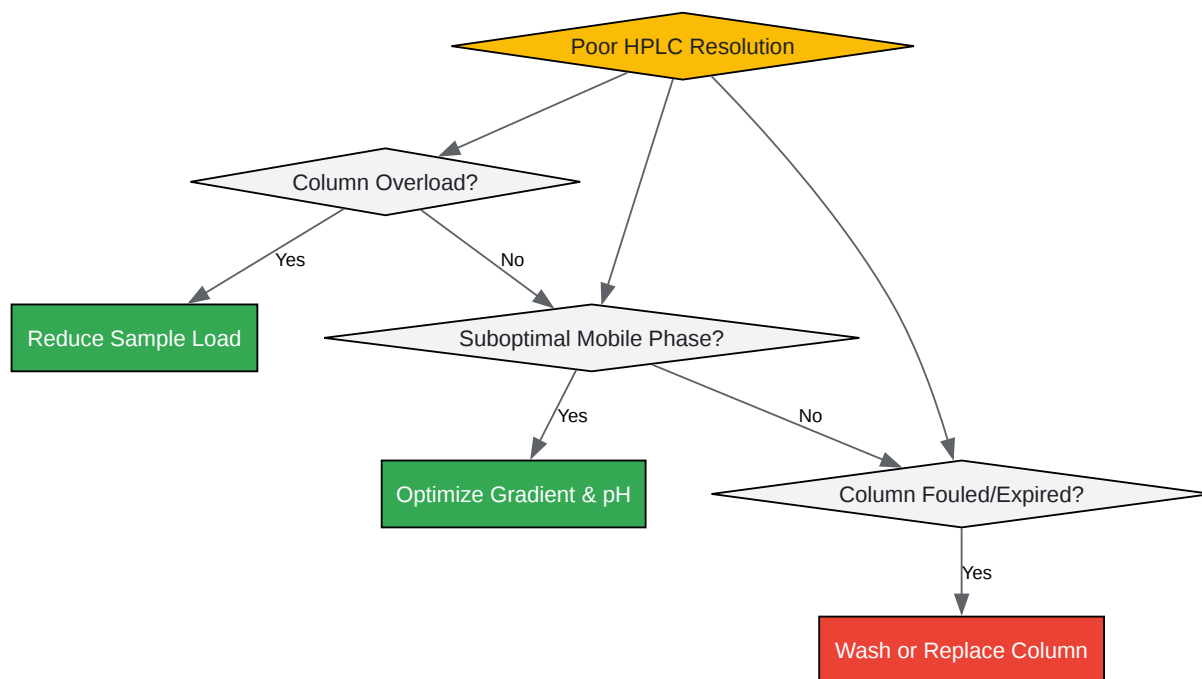 Poor HPLC Resolution
Column Overload?
Yes
No
Reduce Sample Load
Suboptimal Mobile Phase?
Yes
No
Optimize Gradient & pH
Column Fouled/Expired?
Yes
Wash or Replace Column